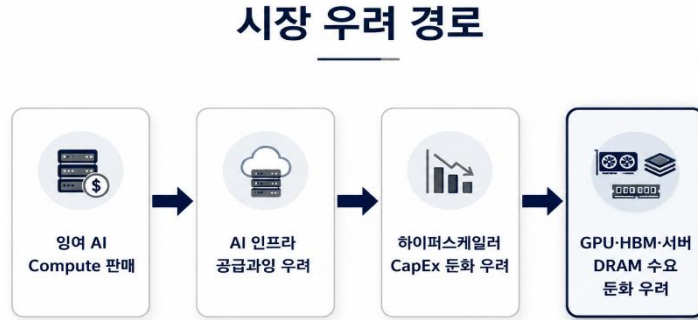 시장 우려 경로
$
잉여 AI
Compute 판매
AI 인프라
공급과잉 우려
하이퍼스케일러
CapEx 둔화 우려
GPU·HBM·서버
DRAM 수요
둔화 우려